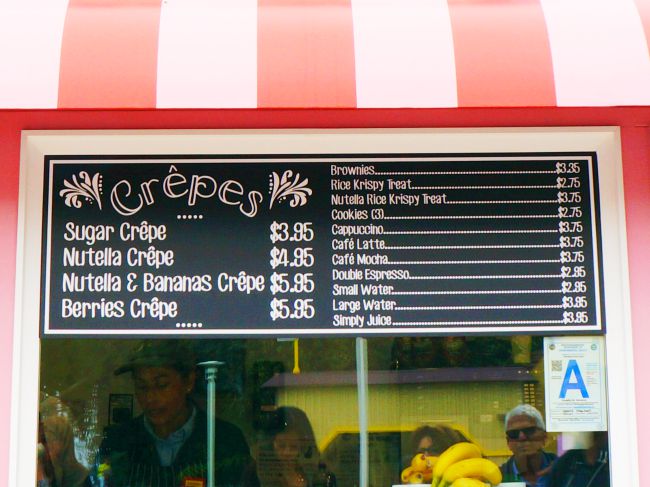 Crêpes
Sugar Crêpe $3.95
Nutella Crêpe $4.95
Nutella & Bananas Crêpe $5.95
Berries Crêpe $5.95
Brownies $3.35
Rice Krispy Treat $2.75
Nutella Rice Krispy Treat $3.75
Cookies (3) $2.75
Cappuccino $3.75
Café Latte $3.75
Café Mocha $3.75
Double Espresso $2.95
Small Water $2.95
Large Water $3.95
Simply Juice $3.95
A